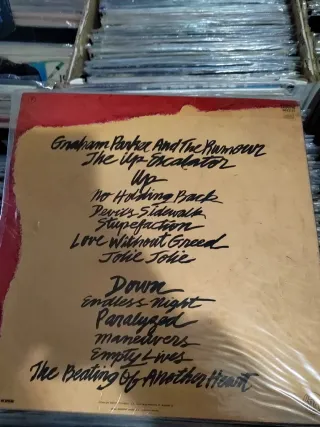 Graham Parker And The Rumour
The Up Escalator
Up
No Holding Back
Devils Sidewalk
Stupefaction
Love Without Greed
Jolie Jolie
Down
Endless Night
Paralyzed
Maneuvers
Empty Lives
The Beating Of Another Heart